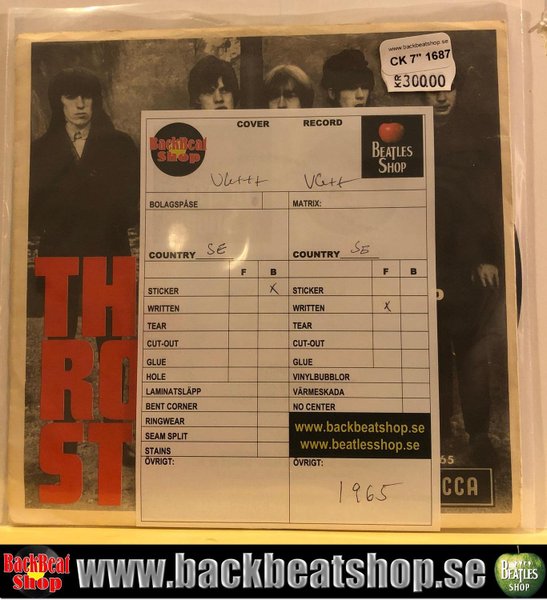 www.backbeatshop.se
CK 7" 1687
KR 300.00
BackBeat Shop
COVER
RECORD
BEATLES SHOP
VG+++
VG++
BOLAGSPÅSE
MATRIX:
COUNTRY SE
COUNTRY SE
F B
F B
STICKER X
STICKER
WRITTEN
WRITTEN X
TEAR
TEAR
CUT-OUT
CUT-OUT
GLUE
GLUE
HOLE
VINYLBUBBLOR
LAMINATSLÄPP
VÄRMESKADA
BENT CORNER
NO CENTER
RINGWEAR
SEAM SPLIT
STAINS
www.backbeatshop.se
www.beatlesshop.se
ÖVRIGT:
ÖVRIGT:
1965
TH
RO
ST
65
CCA
BackBeat Shop
www.backbeatshop.se
BEATLES SHOP